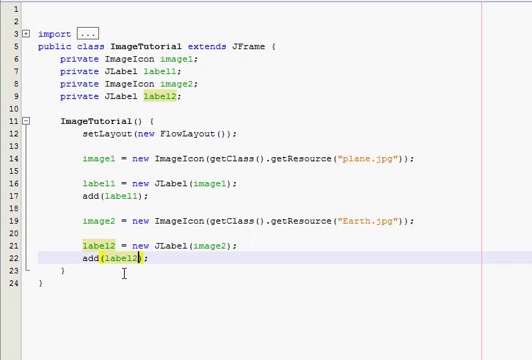 1
2
3 import ...
5 public class ImageTutorial extends JFrame {
6 private ImageIcon image1;
7 private JLabel label1;
8 private ImageIcon image2;
9 private JLabel label2;
10
11 ImageTutorial() {
12 setLayout(new FlowLayout());
13
14 image1 = new ImageIcon(getClass().getResource("plane.jpg"));
15
16 label1 = new JLabel(image1);
17 add(label1);
18
19 image2 = new ImageIcon(getClass().getResource("Earth.jpg"));
20
21 label2 = new JLabel(image2);
22 add(label2);
23 }
24 }